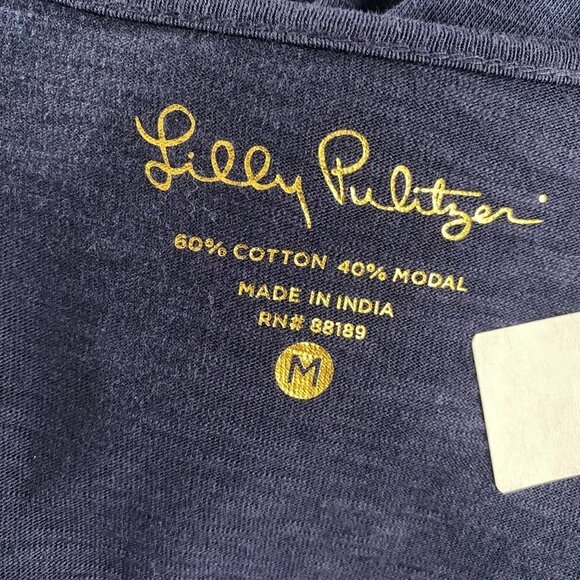 Lilly Pulitzer
60% COTTON 40% MODAL
MADE IN INDIA
RN# 88189
M